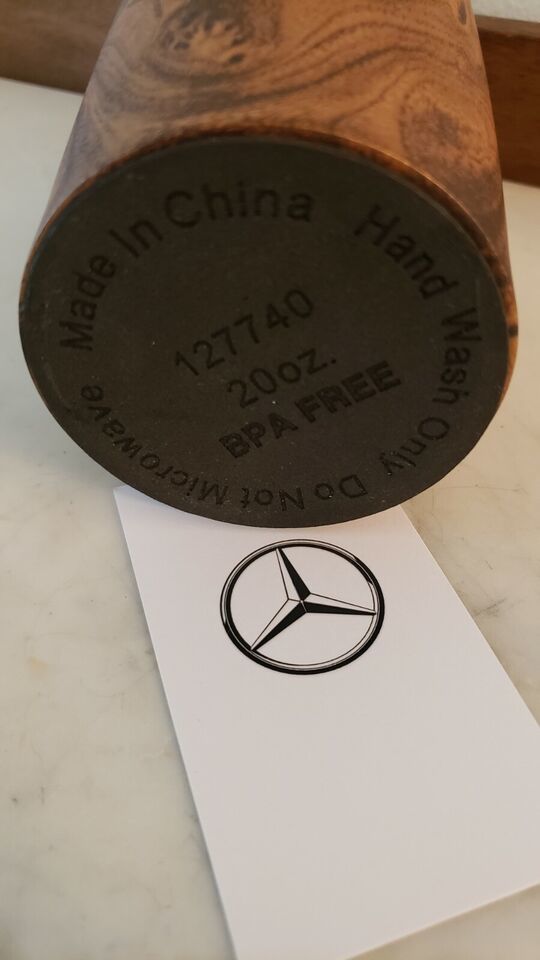 Made In China Hand Wash Only Do Not Microwave
127740
20oz.
BPA FREE